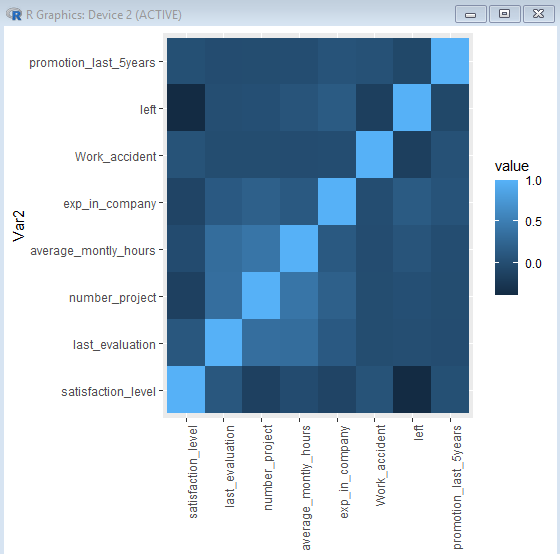 R Graphics: Device 2 (ACTIVE)
promotion_last_5years
left
Work_accident
exp_in_company
average_montly_hours
number_project
last_evaluation
satisfaction_level
Var2
satisfaction_level
last_evaluation
number_project
average_montly_hours
exp_in_company
Work_accident
left
promotion_last_5years
value
1.0
0.5
0.0